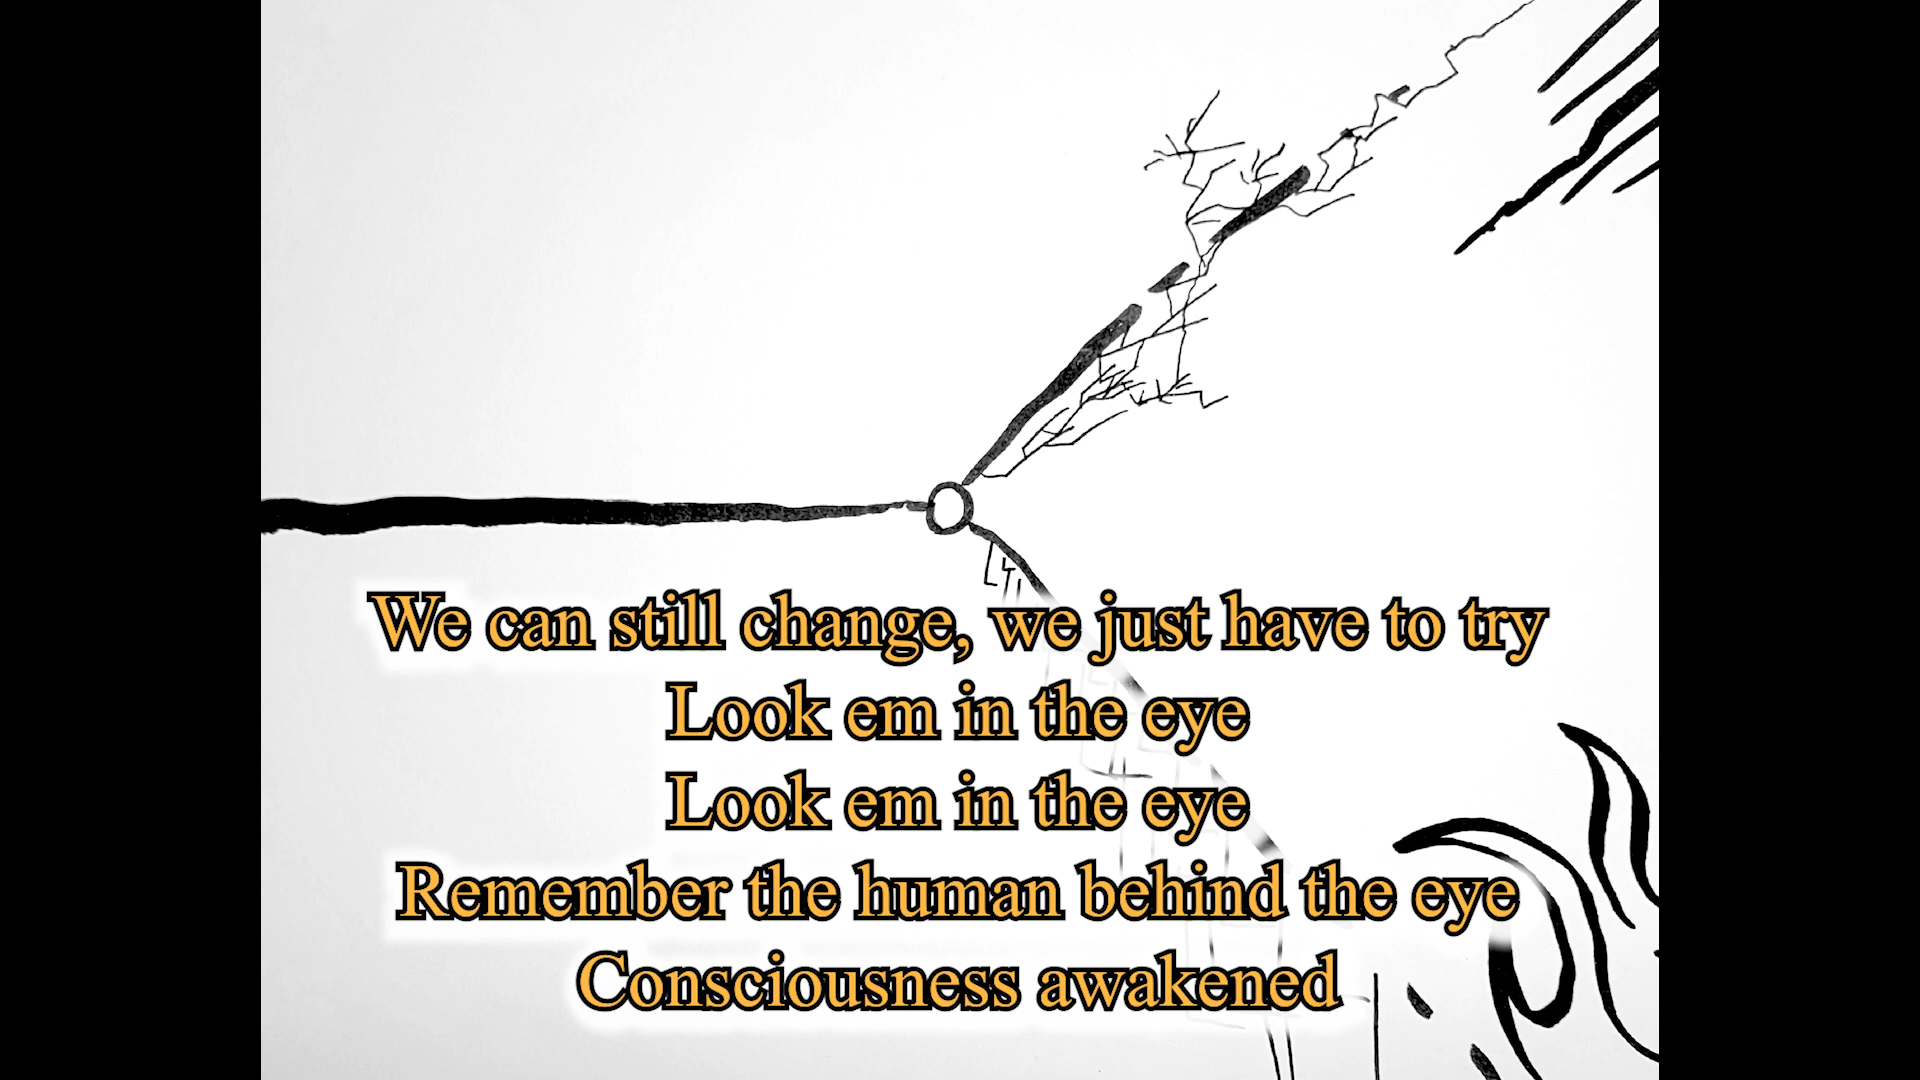 We can still change, we just have to try
Look em in the eye
Look em in the eye
Remember the human behind the eye
Consciousness awakened